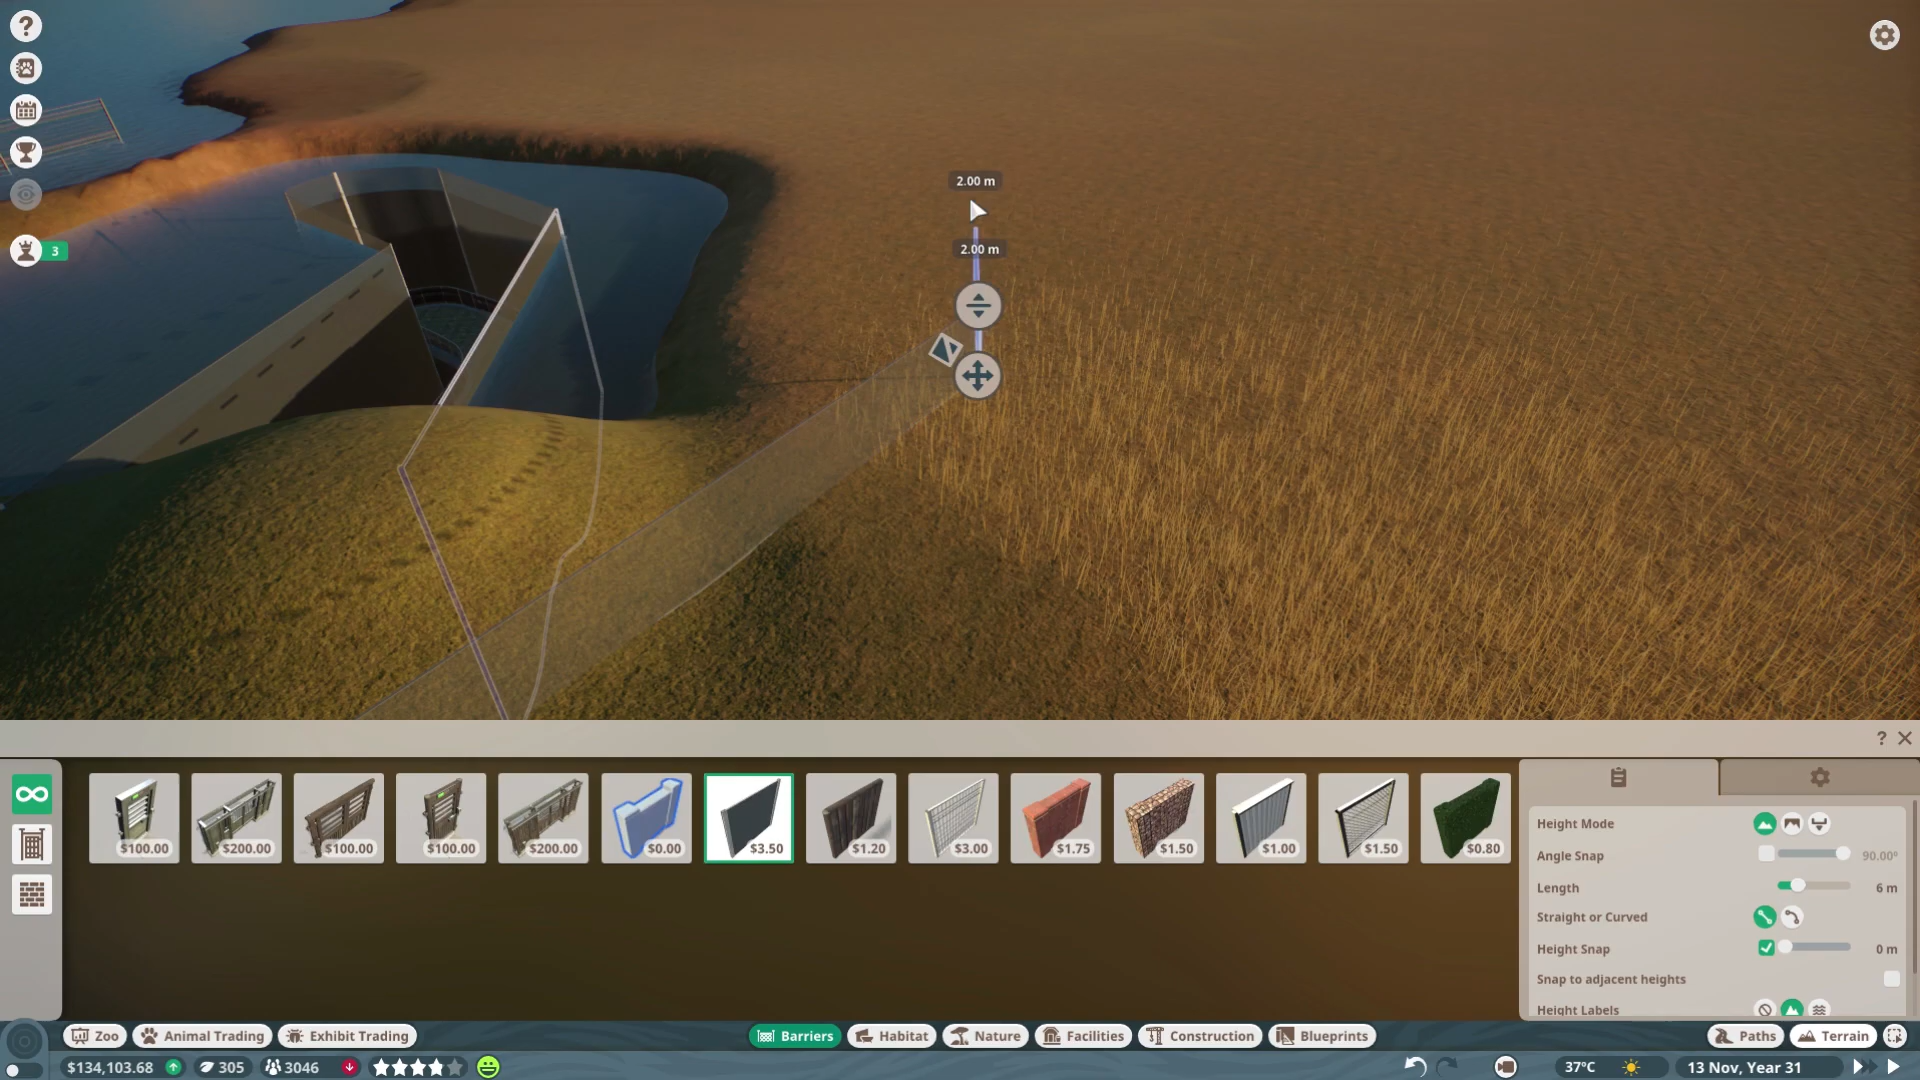 3
2.00 m
2.00 m
$100.00
$200.00
$100.00
$100.00
$200.00
$0.00
$3.50
$1.20
$3.00
$1.75
$1.50
$1.00
$1.50
$0.80
?
Height Mode
Angle Snap 90.00°
Length 6 m
Straight or Curved
Height Snap 0 m
Snap to adjacent heights
Height Labels
Zoo Animal Trading Exhibit Trading Barriers Habitat Nature Facilities Construction Blueprints Paths Terrain
$134,103.68 305 3046 37°C 13 Nov, Year 31